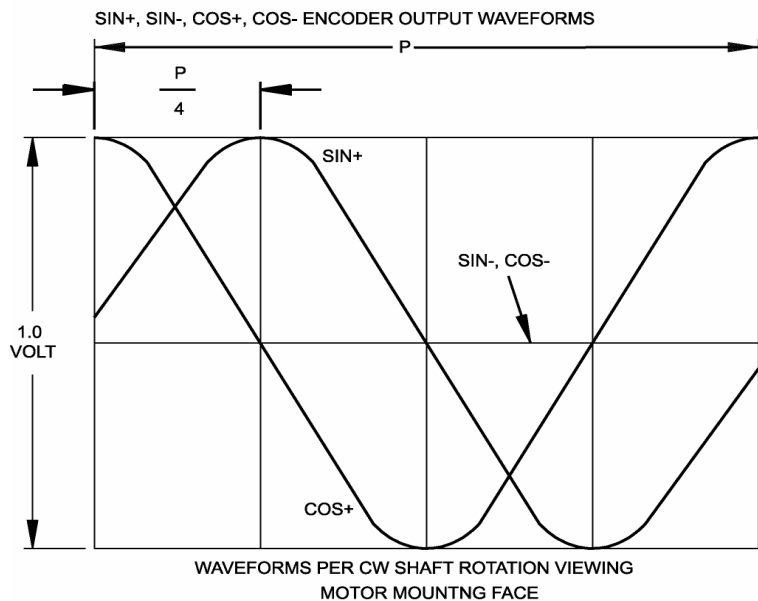 SIN+, SIN-, COS+, COS- ENCODER OUTPUT WAVEFORMS
P
P
4
SIN+
SIN-, COS-
1.0
VOLT
COS+
WAVEFORMS PER CW SHAFT ROTATION VIEWING
MOTOR MOUNTNG FACE